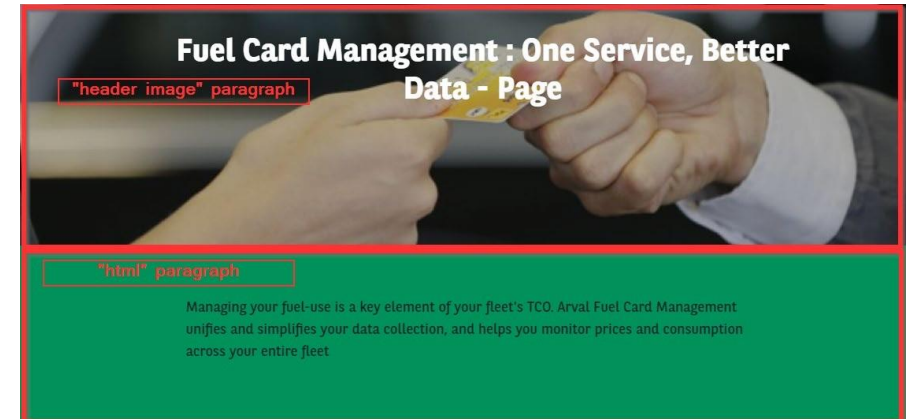 Fuel Card Management : One Service, Better
Data - Page
"header image" paragraph
"html" paragraph
Managing your fuel-use is a key element of your fleet's TCO. Arval Fuel Card Management
unifies and simplifies your data collection, and helps you monitor prices and consumption
across your entire fleet